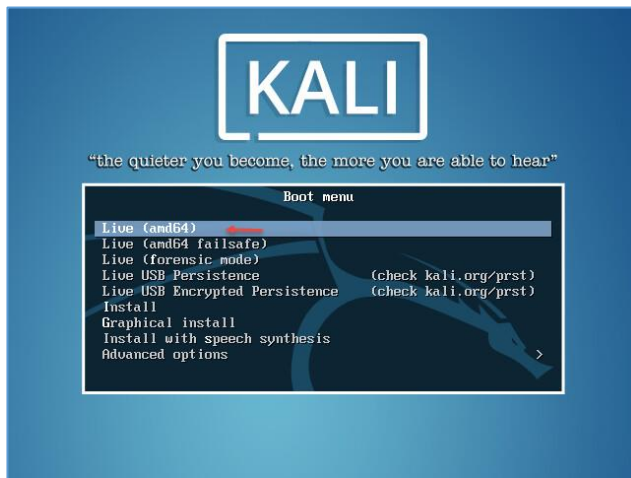 KALI
“the quieter you become, the more you are able to hear”
Boot menu
Live (amd64)
Live (amd64 failsafe)
Live (forensic mode)
Live USB Persistence (check kali.org/prst)
Live USB Encrypted Persistence (check kali.org/prst)
Install
Graphical install
Install with speech synthesis
Advanced options >